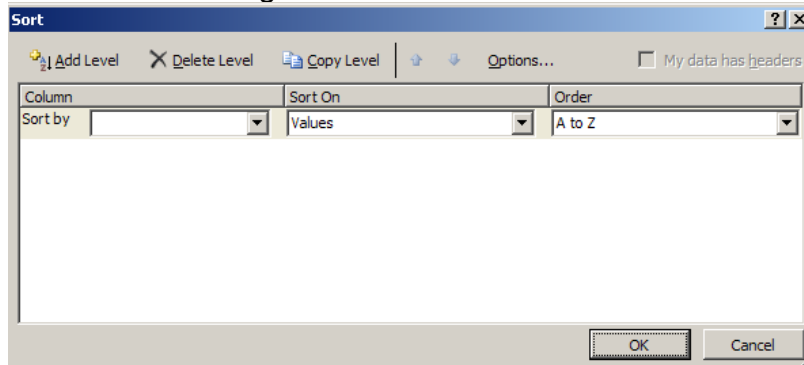 Sort
Add Level Delete Level Copy Level Options... My data has headers
Column Sort On Order
Sort by Values A to Z
OK Cancel